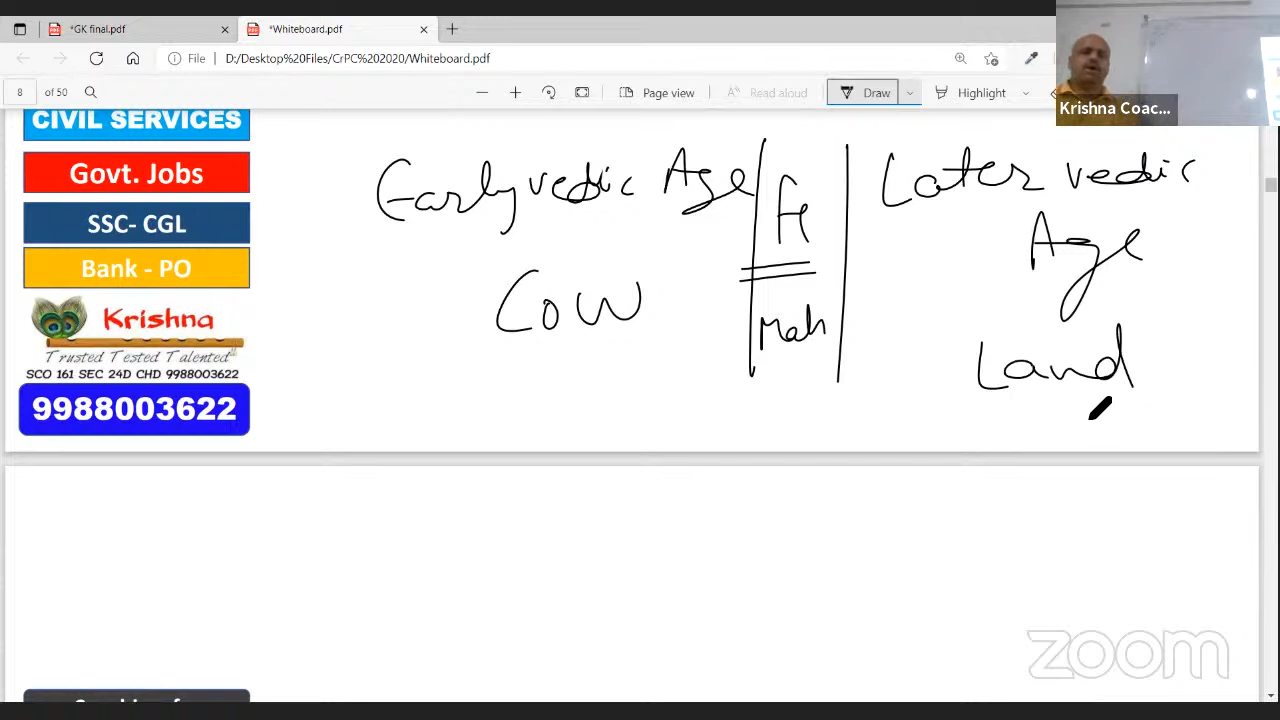 *GK final.pdf
*Whiteboard.pdf
File D:/Desktop%20Files/CrPC%202020/Whiteboard.pdf
8 of 50
Page view
Read aloud
Draw
Highlight
Krishna Coac...
CIVIL SERVICES
Govt. Jobs
SSC- CGL
Bank - PO
Krishna
Trusted Tested Talented
SCO 161 SEC 24D CHD 9988003622
9988003622
Early vedic Age
Cow
Fe
Mah
Later vedic
Age
Land
zoom